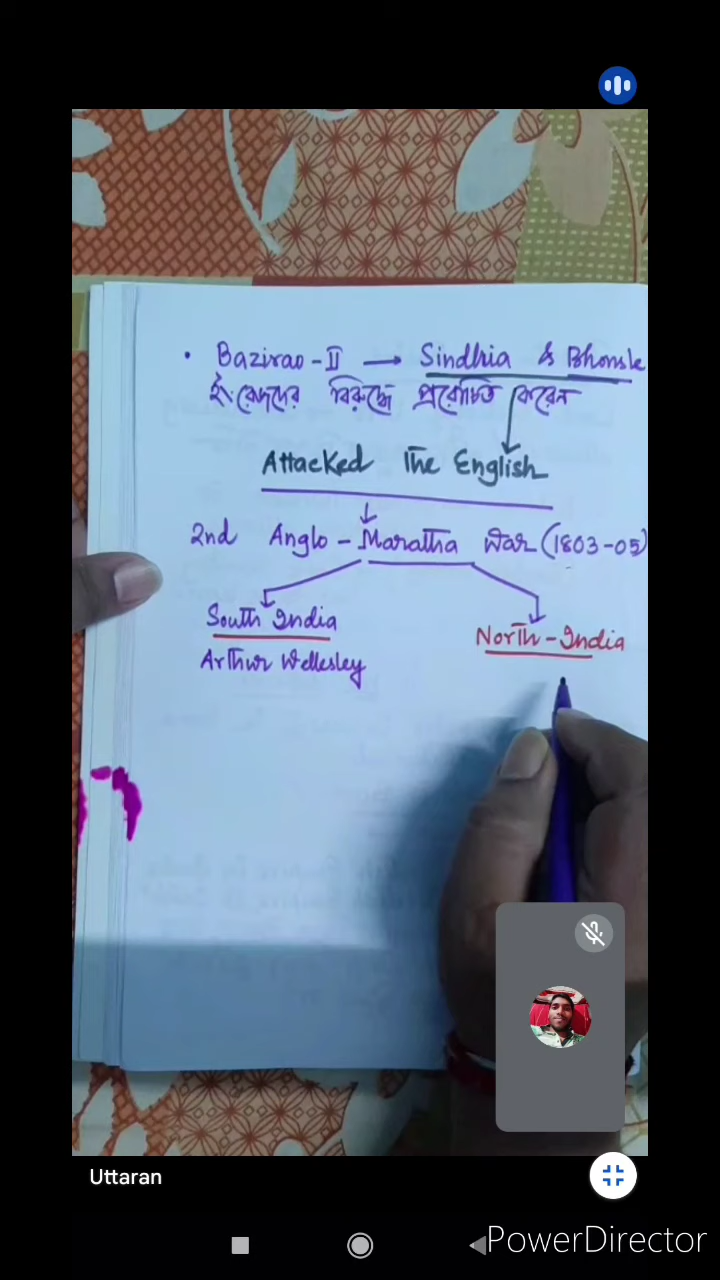 • Bazirao - II → Sindhia & Bhonsle
ইংরেজদের বিরুদ্ধে প্ররোচিত করেন
Attacked The English
2nd Anglo - Maratha War (1803-05)
South India
North - India
Arthur Wellesley
Uttaran
PowerDirector